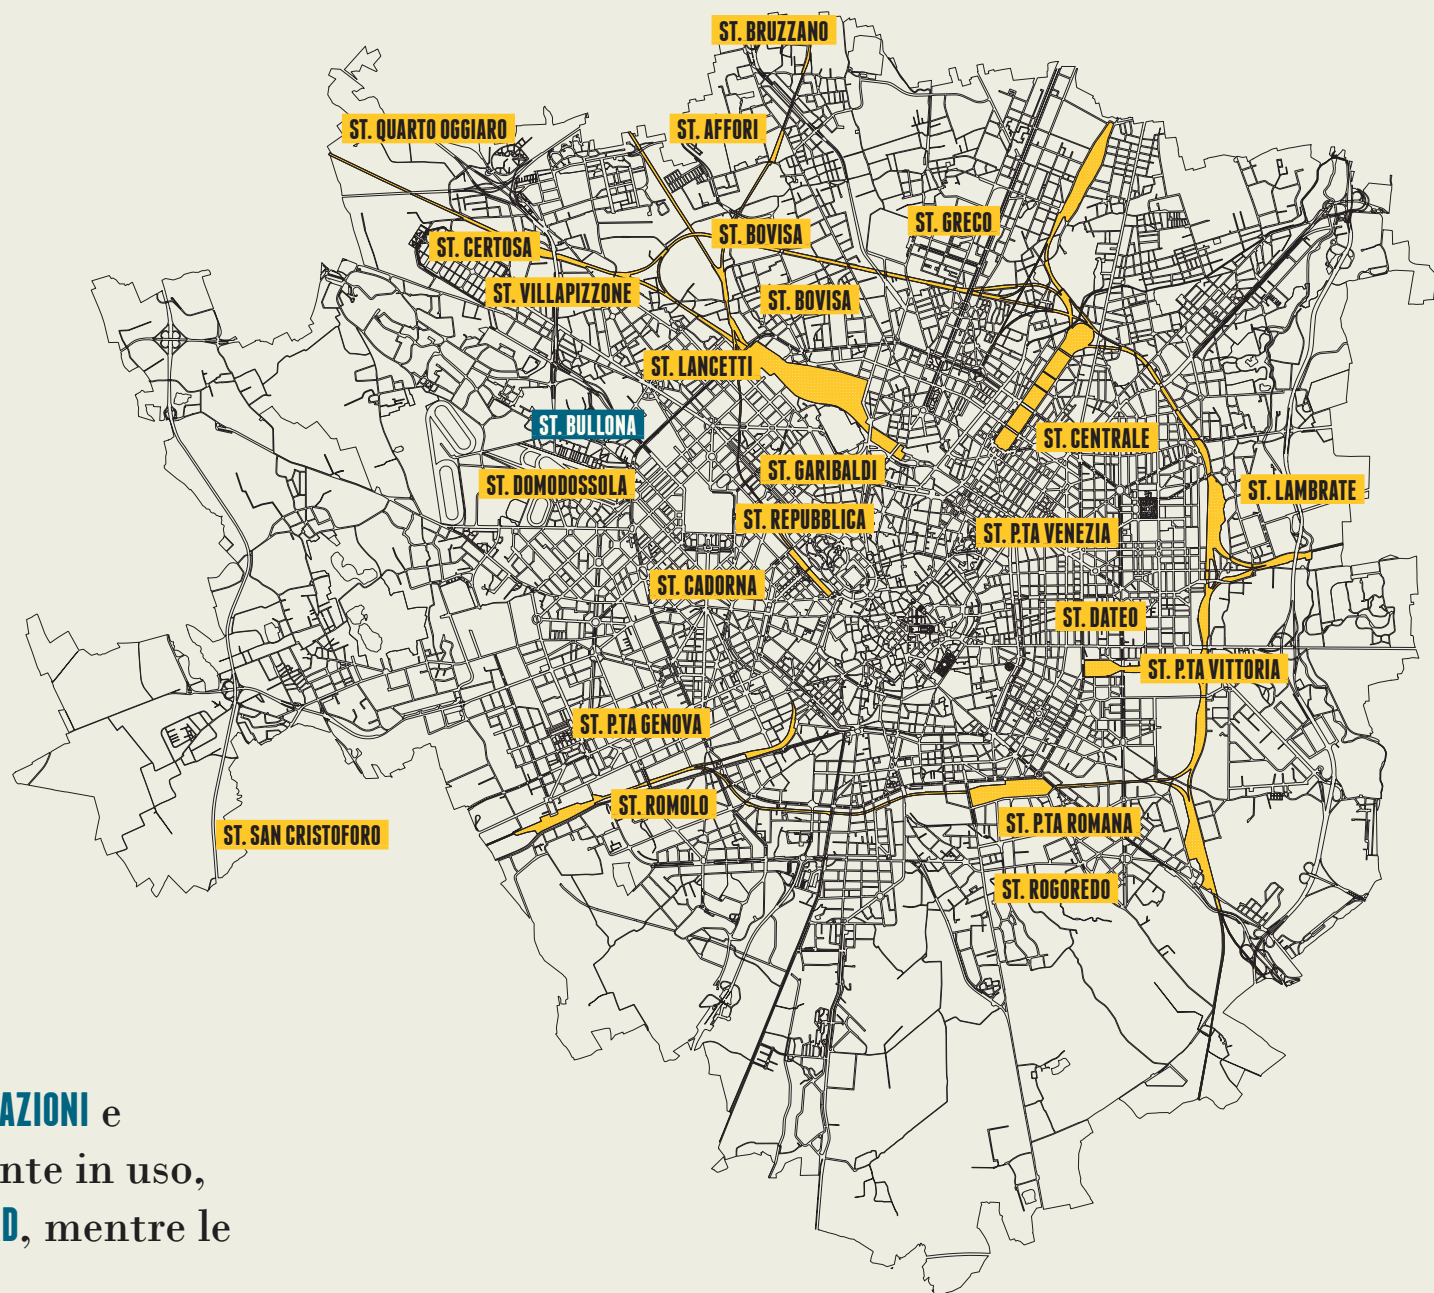 ST. BRUZZANO
ST. QUARTO OGGIARO
ST. AFFORI
ST. GRECO
ST. BOVISA
ST. CERTOSA
ST. VILLAPIZZONE
ST. BOVISA
ST. LANCETTI
ST. BULLONA
ST. CENTRALE
ST. GARIBALDI
ST. DOMODOSSOLA
ST. LAMBRATE
ST. REPUBBLICA
ST. P.TA VENEZIA
ST. CADORNA
ST. DATEO
ST. P.TA VITTORIA
ST. P.TA GENOVA
ST. ROMOLO
ST. P.TA ROMANA
ST. SAN CRISTOFORO
ST. ROGOREDO
AZIONI e
nte in uso,
D, mentre le